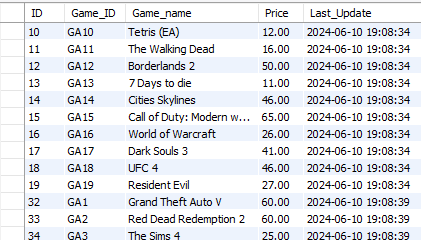 ID Game_ID Game_name Price Last_Update
10 GA10 Tetris (EA) 12.00 2024-06-10 19:08:34
11 GA11 The Walking Dead 16.00 2024-06-10 19:08:34
12 GA12 Borderlands 2 50.00 2024-06-10 19:08:34
13 GA13 7 Days to die 11.00 2024-06-10 19:08:34
14 GA14 Cities Skylines 46.00 2024-06-10 19:08:34
15 GA15 Call of Duty: Modern w... 65.00 2024-06-10 19:08:34
16 GA16 World of Warcraft 26.00 2024-06-10 19:08:34
17 GA17 Dark Souls 3 41.00 2024-06-10 19:08:34
18 GA18 UFC 4 46.00 2024-06-10 19:08:34
19 GA19 Resident Evil 27.00 2024-06-10 19:08:34
32 GA1 Grand Theft Auto V 60.00 2024-06-10 19:08:39
33 GA2 Red Dead Redemption 2 60.00 2024-06-10 19:08:39
34 GA3 The Sims 4 25.00 2024-06-10 19:08:39